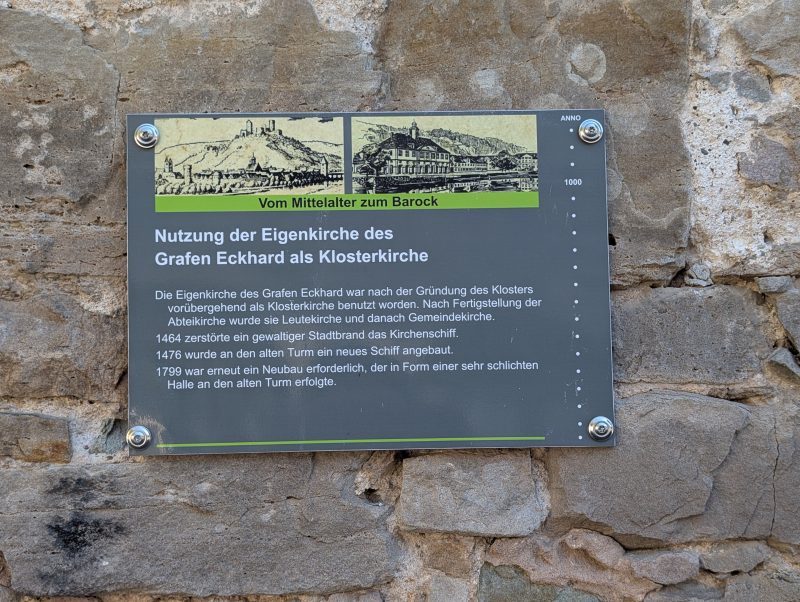 ANNO
1000
Vom Mittelalter zum Barock
Nutzung der Eigenkirche des
Grafen Eckhard als Klosterkirche
Die Eigenkirche des Grafen Eckhard war nach der Gründung des Klosters
vorübergehend als Klosterkirche benutzt worden. Nach Fertigstellung der
Abteikirche wurde sie Leutekirche und danach Gemeindekirche.
1464 zerstörte ein gewaltiger Stadtbrand das Kirchenschiff.
1476 wurde an den alten Turm ein neues Schiff angebaut.
1799 war erneut ein Neubau erforderlich, der in Form einer sehr schlichten
Halle an den alten Turm erfolgte.